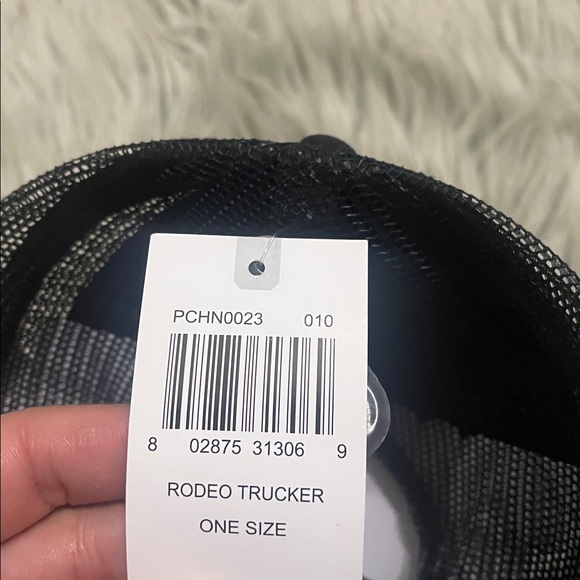 PCHN0023 010
8 02875 31306 9
RODEO TRUCKER
ONE SIZE